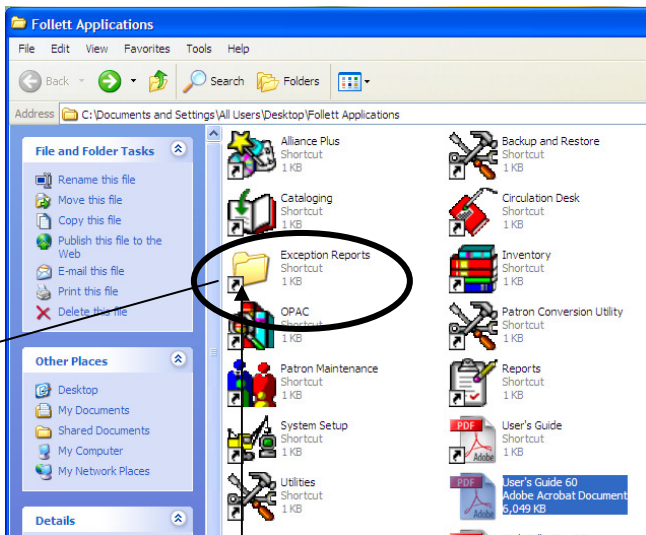 Follett Applications
File Edit View Favorites Tools Help
Back Search Folders
Address C:\Documents and Settings\All Users\Desktop\Follett Applications
File and Folder Tasks
Rename this file
Move this file
Copy this file
Publish this file to the
Web
E-mail this file
Print this file
Delete this file
Other Places
Desktop
My Documents
Shared Documents
My Computer
My Network Places
Details
Alliance Plus
Shortcut
1 KB
Backup and Restore
Shortcut
1 KB
Cataloging
Shortcut
1 KB
Circulation Desk
Shortcut
1 KB
Exception Reports
Shortcut
1 KB
Inventory
Shortcut
1 KB
OPAC
Shortcut
1 KB
Patron Conversion Utility
Shortcut
1 KB
Patron Maintenance
Shortcut
1 KB
Reports
Shortcut
1 KB
System Setup
Shortcut
1 KB
PDF
Adobe
User's Guide
Shortcut
1 KB
Utilities
Shortcut
1 KB
PDF
Adobe
User's Guide 60
Adobe Acrobat Document
6,049 KB